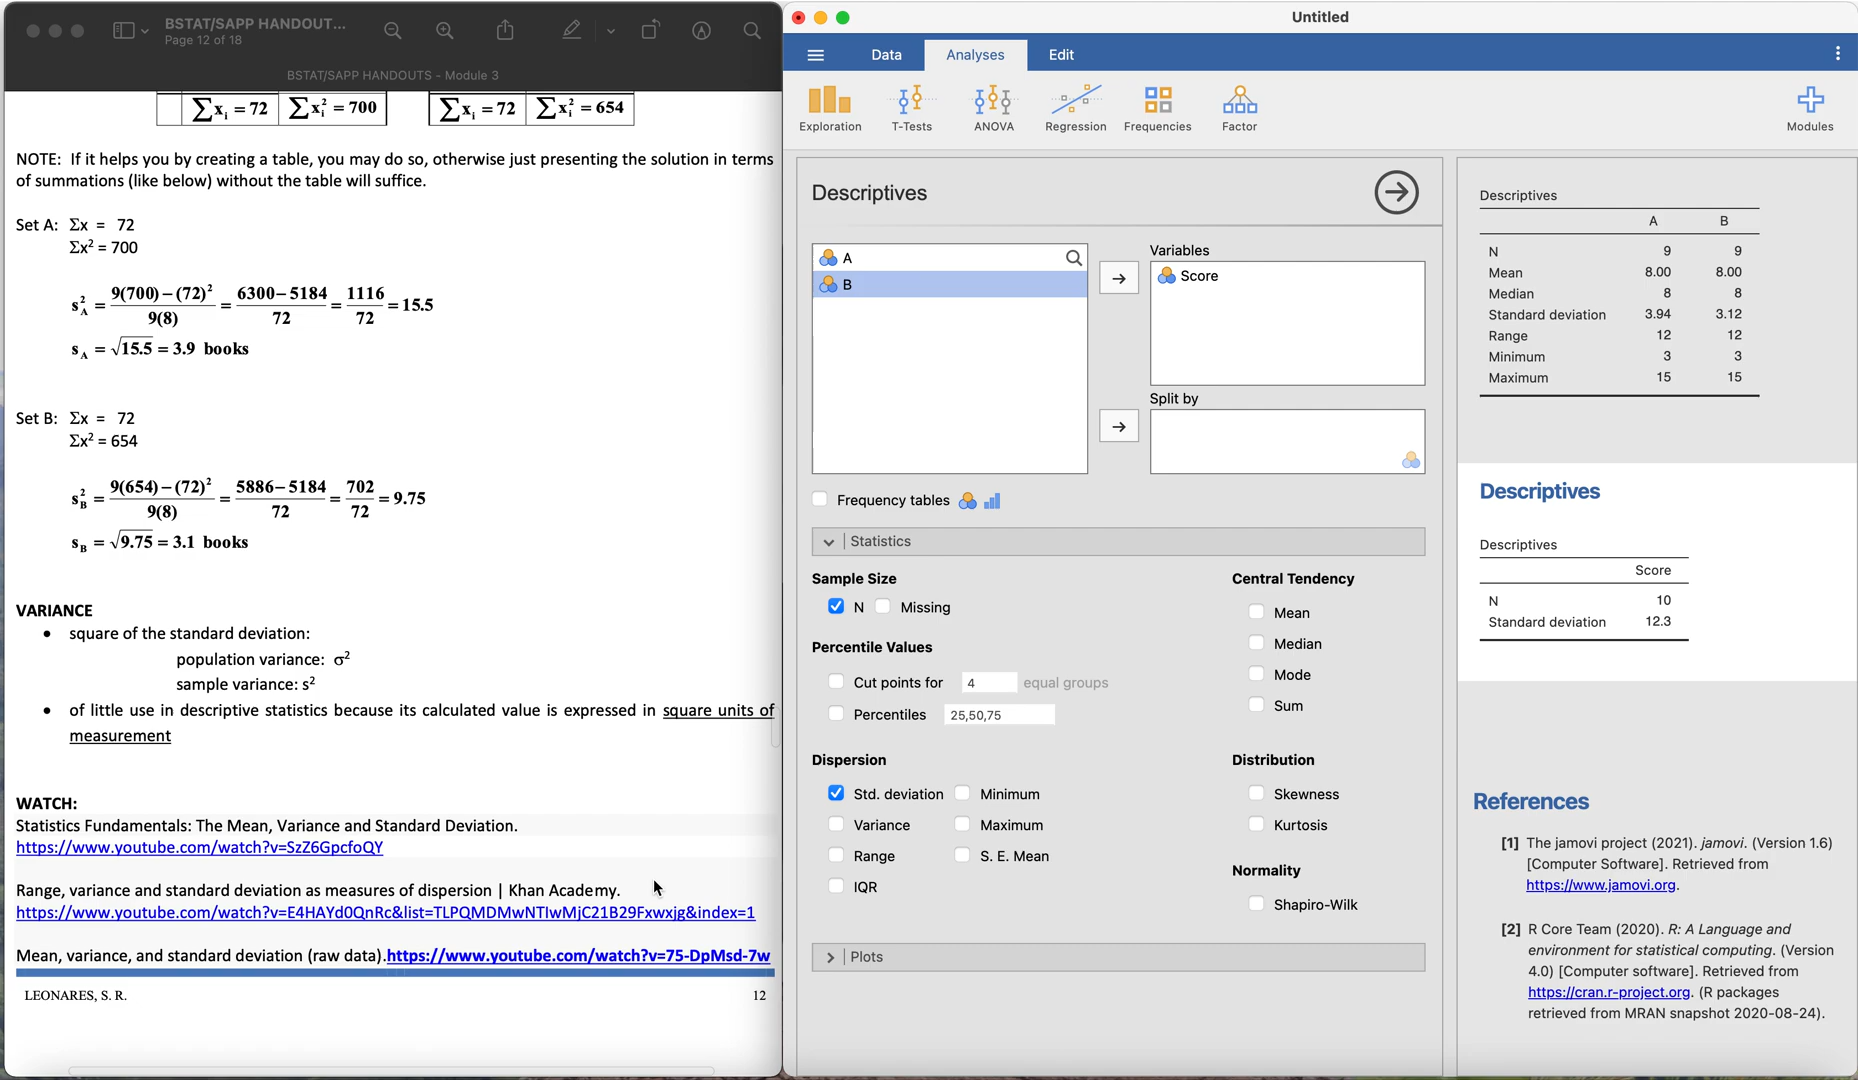 BSTAT/SAPP HANDOUT...
Page 12 of 18
BSTAT/SAPP HANDOUTS - Module 3
∑xᵢ = 72 ∑xᵢ² = 700 ∑xᵢ = 72 ∑xᵢ² = 654
NOTE: If it helps you by creating a table, you may do so, otherwise just presenting the solution in terms
of summations (like below) without the table will suffice.
Set A: Σx = 72
Σx² = 700
s²_A = 9(700) – (72)² / 9(8) = 6300 – 5184 / 72 = 1116 / 72 = 15.5
s_A = √15.5 = 3.9 books
Set B: Σx = 72
Σx² = 654
s²_B = 9(654) – (72)² / 9(8) = 5886 – 5184 / 72 = 702 / 72 = 9.75
s_B = √9.75 = 3.1 books
VARIANCE
• square of the standard deviation:
population variance: σ²
sample variance: s²
• of little use in descriptive statistics because its calculated value is expressed in square units of
measurement
WATCH:
Statistics Fundamentals: The Mean, Variance and Standard Deviation.
https://www.youtube.com/watch?v=SzZ6GpcfoQY
Range, variance and standard deviation as measures of dispersion | Khan Academy.
https://www.youtube.com/watch?v=E4HAYd0QnRc&list=TLPQMDMwNTIwMjC21B29Fxwxjg&index=1
Mean, variance, and standard deviation (raw data).https://www.youtube.com/watch?v=75-DpMsd-7w
LEONARES, S. R. 12
Untitled
Data Analyses Edit
Exploration T-Tests ANOVA Regression Frequencies Factor Modules
Descriptives
A
B
Variables
Score
Split by
Frequency tables
Statistics
Sample Size
N Missing
Percentile Values
Cut points for 4 equal groups
Percentiles 25,50,75
Dispersion
Std. deviation Minimum
Variance Maximum
Range S. E. Mean
IQR
Central Tendency
Mean
Median
Mode
Sum
Distribution
Skewness
Kurtosis
Normality
Shapiro-Wilk
Plots
Descriptives
A B
N 9 9
Mean 8.00 8.00
Median 8 8
Standard deviation 3.94 3.12
Range 12 12
Minimum 3 3
Maximum 15 15
Descriptives
Descriptives
Score
N 10
Standard deviation 12.3
References
[1] The jamovi project (2021). jamovi. (Version 1.6)
[Computer Software]. Retrieved from
https://www.jamovi.org.
[2] R Core Team (2020). R: A Language and
environment for statistical computing. (Version
4.0) [Computer software]. Retrieved from
https://cran.r-project.org. (R packages
retrieved from MRAN snapshot 2020-08-24).